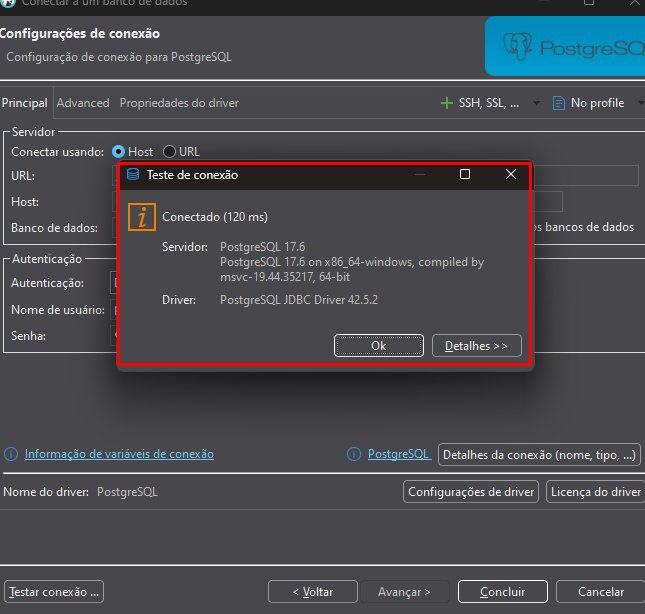 Conectar a um banco de dados
Configurações de conexão
Configuração de conexão para PostgreSQL
PostgreSQ
Principal Advanced Propriedades do driver SSH, SSL, ... No profile
Servidor
Conectar usando: Host URL
URL:
Host:
Banco de dados: os bancos de dados
Autenticação
Autenticação:
Nome de usuário:
Senha:
Teste de conexão
Conectado (120 ms)
Servidor: PostgreSQL 17.6
PostgreSQL 17.6 on x86_64-windows, compiled by
msvc-19.44.35217, 64-bit
Driver: PostgreSQL JDBC Driver 42.5.2
Ok Detalhes >>
Informação de variáveis de conexão PostgreSQL Detalhes da conexão (nome, tipo, ...)
Nome do driver: PostgreSQL Configurações de driver Licença do driver
Testar conexão ... < Voltar Avançar > Concluir Cancelar